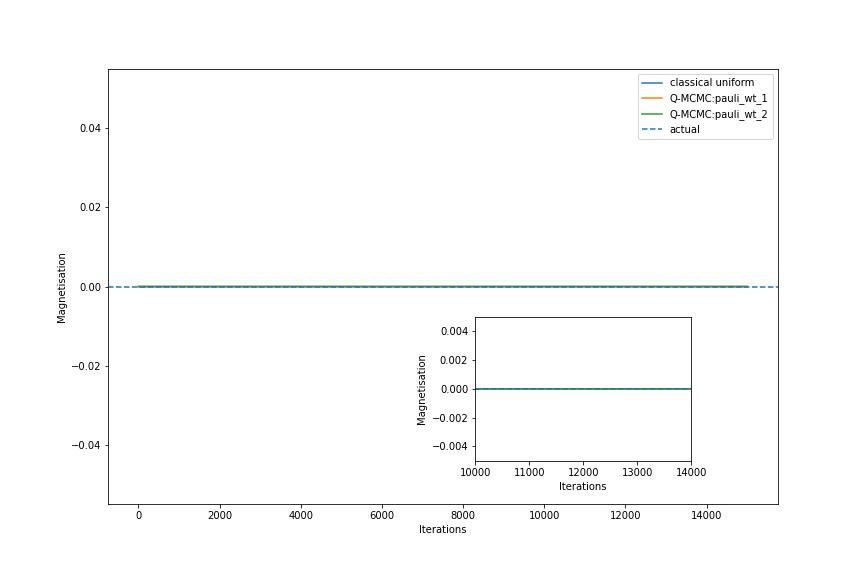 classical uniform
Q-MCMC:pauli_wt_1
Q-MCMC:pauli_wt_2
actual
0.04
0.02
0.00
−0.02
−0.04
Magnetisation
0.004
0.002
0.000
−0.002
−0.004
Magnetisation
10000 11000 12000 13000 14000
Iterations
0 2000 4000 6000 8000 10000 12000 14000
Iterations